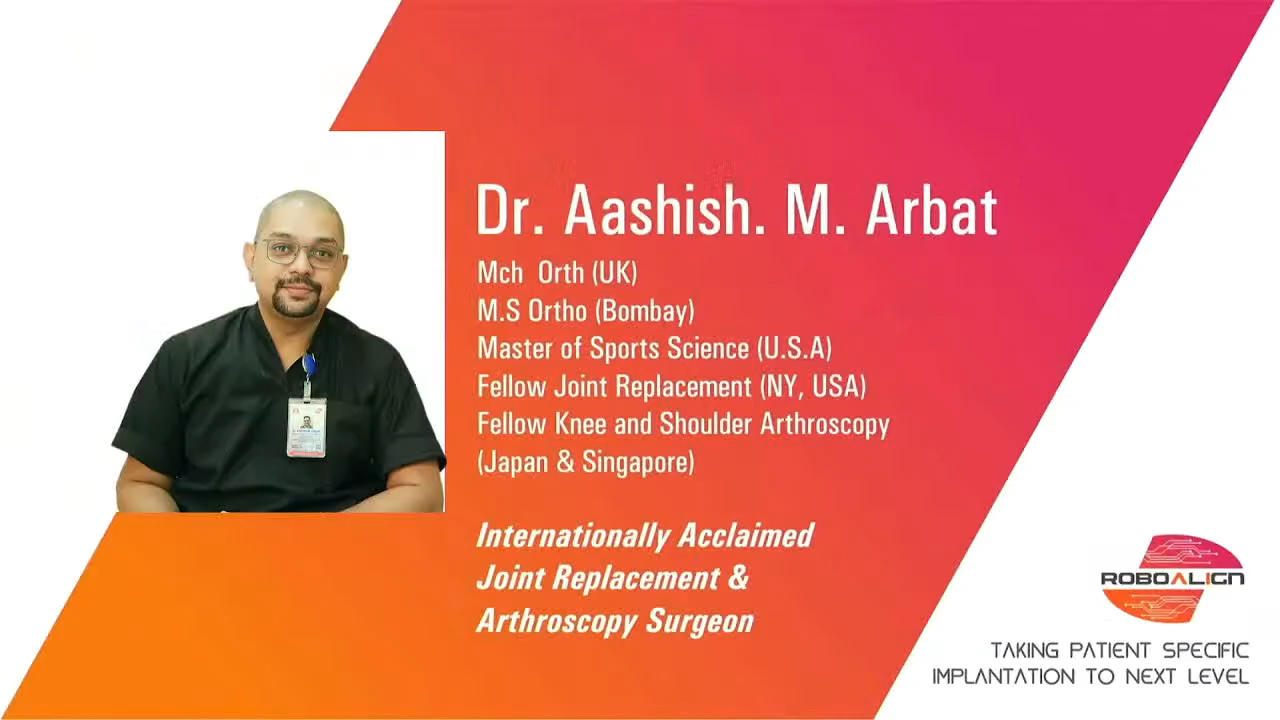 Dr. Aashish. M. Arbat
Mch Orth (UK)
M.S Ortho (Bombay)
Master of Sports Science (U.S.A)
Fellow Joint Replacement (NY, USA)
Fellow Knee and Shoulder Arthroscopy
(Japan & Singapore)
Internationally Acclaimed
Joint Replacement &
Arthroscopy Surgeon
ROBOALIGN
TAKING PATIENT SPECIFIC
IMPLANTATION TO NEXT LEVEL